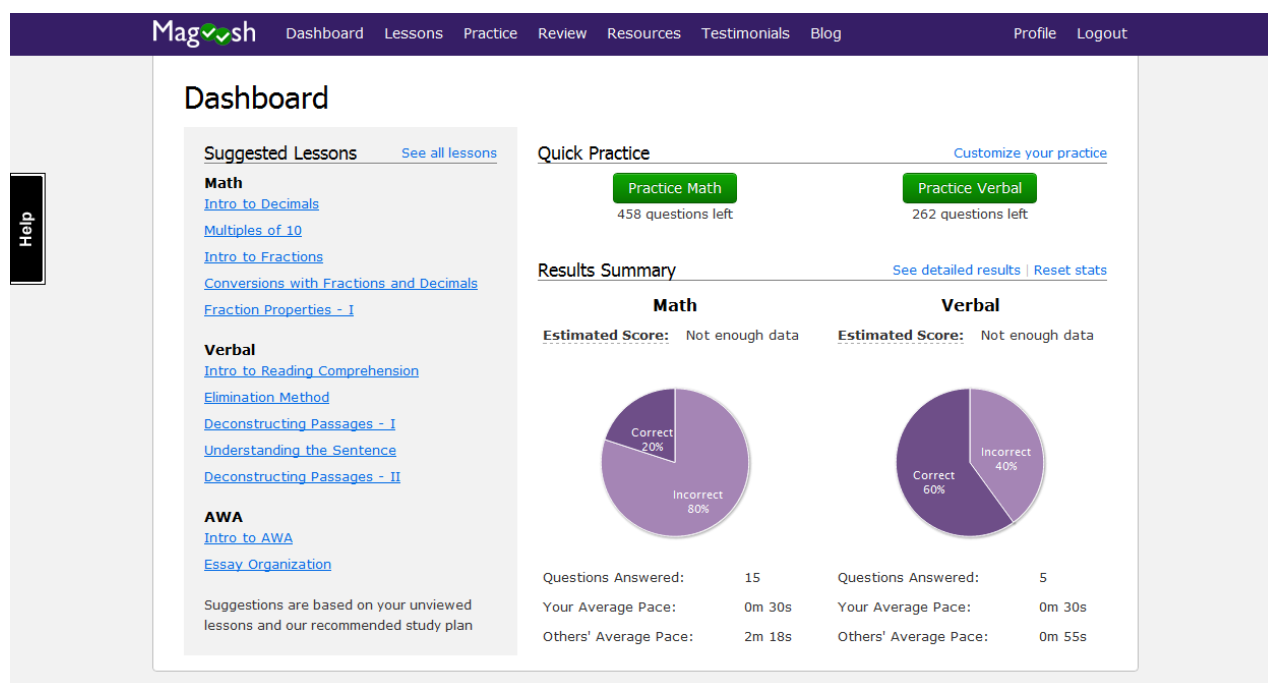 Magoosh Dashboard Lessons Practice Review Resources Testimonials Blog Profile Logout
Dashboard
Help
Suggested Lessons See all lessons
Math
Intro to Decimals
Multiples of 10
Intro to Fractions
Conversions with Fractions and Decimals
Fraction Properties - I
Verbal
Intro to Reading Comprehension
Elimination Method
Deconstructing Passages - I
Understanding the Sentence
Deconstructing Passages - II
AWA
Intro to AWA
Essay Organization
Suggestions are based on your unviewed
lessons and our recommended study plan
Quick Practice Customize your practice
Practice Math Practice Verbal
458 questions left 262 questions left
Results Summary See detailed results | Reset stats
Math
Estimated Score: Not enough data
Correct
20%
Incorrect
80%
Questions Answered: 15
Your Average Pace: 0m 30s
Others' Average Pace: 2m 18s
Verbal
Estimated Score: Not enough data
Incorrect
40%
Correct
60%
Questions Answered: 5
Your Average Pace: 0m 30s
Others' Average Pace: 0m 55s